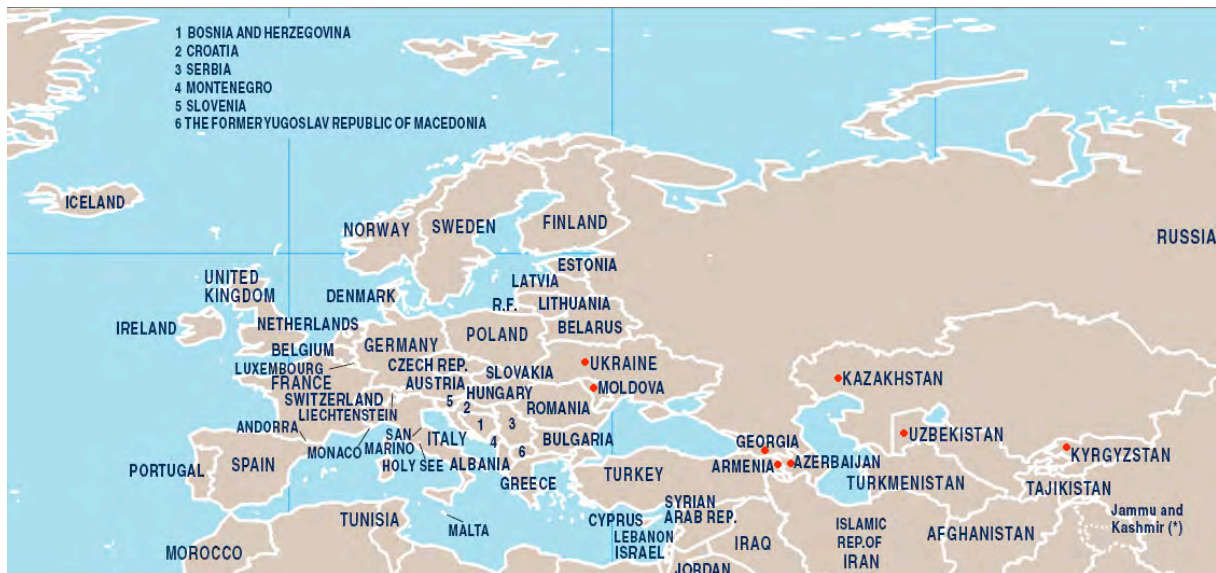 1 BOSNIA AND HERZEGOVINA
2 CROATIA
3 SERBIA
4 MONTENEGRO
5 SLOVENIA
6 THE FORMER YUGOSLAV REPUBLIC OF MACEDONIA
ICELAND
NORWAY
SWEDEN
FINLAND
RUSSIA
ESTONIA
UNITED
KINGDOM
LATVIA
DENMARK
R.F.
LITHUANIA
IRELAND
NETHERLANDS
BELARUS
POLAND
GERMANY
BELGIUM
LUXEMBOURG
CZECH REP.
UKRAINE
SLOVAKIA
FRANCE
AUSTRIA
KAZAKHSTAN
MOLDOVA
HUNGARY
SWITZERLAND
5
2
ROMANIA
LIECHTENSTEIN
ANDORRA
1
3
SAN
MARINO
ITALY
4
BULGARIA
GEORGIA
UZBEKISTAN
MONACO
6
KYRGYZSTAN
PORTUGAL
SPAIN
HOLY SEE
ALBANIA
TURKEY
ARMENIA
AZERBAIJAN
GREECE
TURKMENISTAN
TAJIKISTAN
SYRIAN
ARAB REP.
Jammu and
Kashmir (*)
TUNISIA
MALTA
CYPRUS
LEBANON
ISRAEL
IRAQ
ISLAMIC
REP.OF
IRAN
AFGHANISTAN
MOROCCO
JORDAN